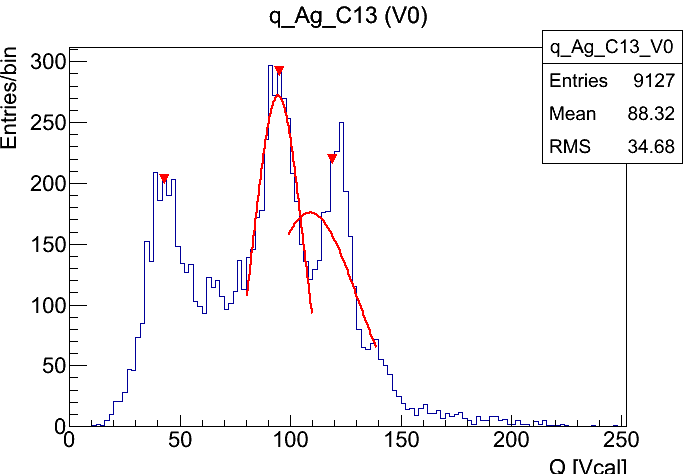 q_Ag_C13 (V0)
q_Ag_C13_V0
Entries 9127
Mean 88.32
RMS 34.68
Entries/bin
300
250
200
150
100
50
0
0 50 100 150 200 250
Q [Vcal]